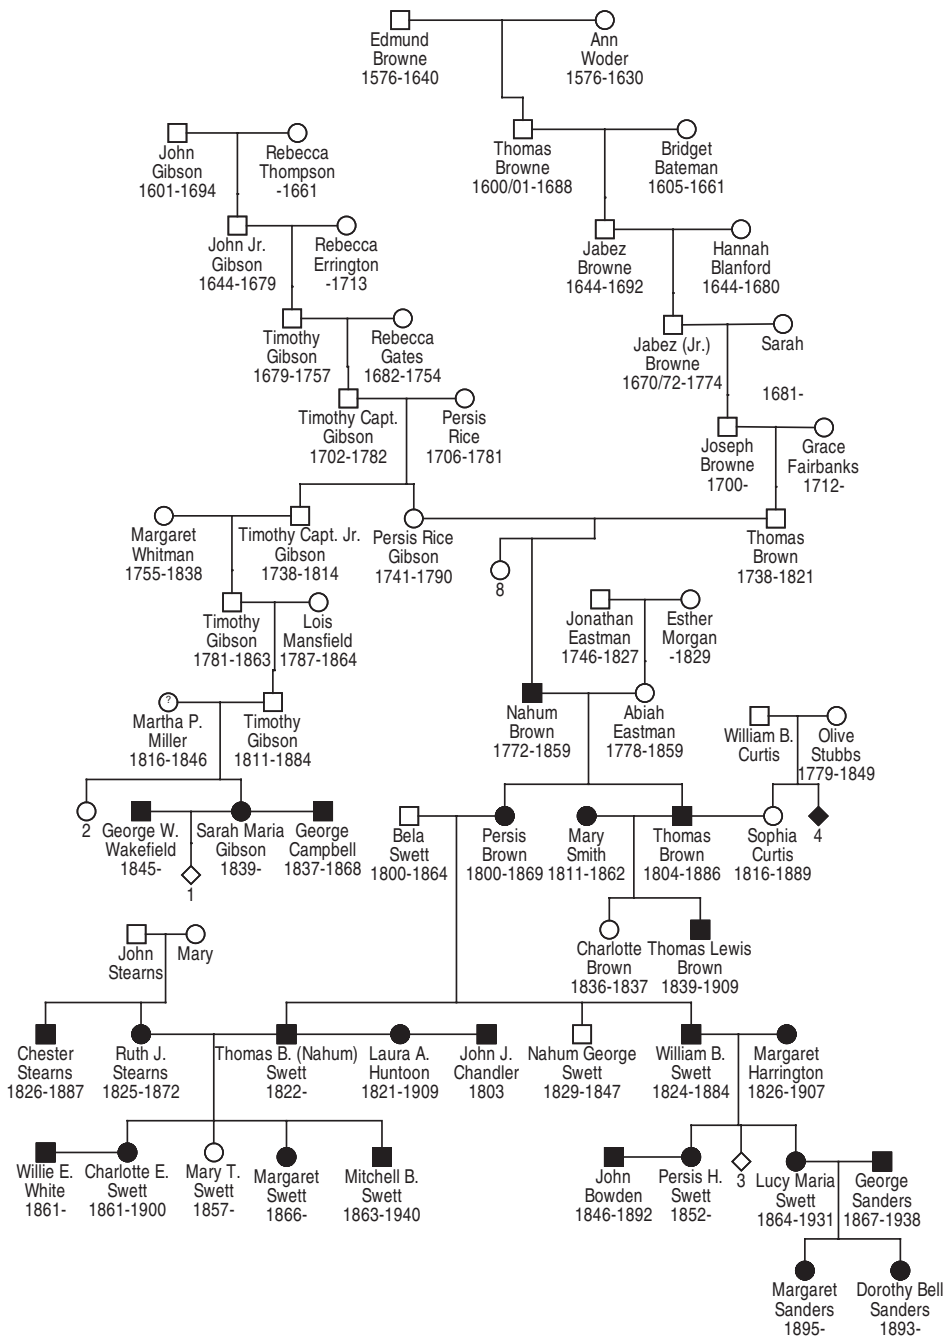 Edmund
Browne
1576-1640
Ann
Woder
1576-1630
John
Gibson
1601-1694
Rebecca
Thompson
-1661
Thomas
Browne
1600/01-1688
Bridget
Bateman
1605-1661
John Jr.
Gibson
1644-1679
Rebecca
Errington
-1713
Jabez
Browne
1644-1692
Hannah
Blanford
1644-1680
Timothy
Gibson
1679-1757
Rebecca
Gates
1682-1754
Jabez (Jr.)
Browne
1670/72-1774
Sarah
1681-
Timothy Capt.
Gibson
1702-1782
Persis
Rice
1706-1781
Joseph
Browne
1700-
Grace
Fairbanks
1712-
Margaret
Whitman
1755-1838
Timothy Capt. Jr.
Gibson
1738-1814
Persis Rice
Gibson
1741-1790
Thomas
Brown
1738-1821
8
Timothy
Gibson
1781-1863
Lois
Mansfield
1787-1864
Jonathan
Eastman
1746-1827
Esther
Morgan
-1829
?
Martha P.
Miller
1816-1846
Timothy
Gibson
1811-1884
Nahum
Brown
1772-1859
Abiah
Eastman
1778-1859
William B.
Curtis
Olive
Stubbs
1779-1849
2
George W.
Wakefield
1845-
Sarah Maria
Gibson
1839-
George
Campbell
1837-1868
1
Bela
Swett
1800-1864
Persis
Brown
1800-1869
Mary
Smith
1811-1862
Thomas
Brown
1804-1886
Sophia
Curtis
1816-1889
4
Charlotte
Brown
1836-1837
Thomas Lewis
Brown
1839-1909
John
Stearns
Mary
Chester
Stearns
1826-1887
Ruth J.
Stearns
1825-1872
Thomas B. (Nahum)
Swett
1822-
Laura A.
Huntoon
1821-1909
John J.
Chandler
1803
Nahum George
Swett
1829-1847
William B.
Swett
1824-1884
Margaret
Harrington
1826-1907
Willie E.
White
1861-
Charlotte E.
Swett
1861-1900
Mary T.
Swett
1857-
Margaret
Swett
1866-
Mitchell B.
Swett
1863-1940
John
Bowden
1846-1892
Persis H.
Swett
1852-
3
Lucy Maria
Swett
1864-1931
George
Sanders
1867-1938
Margaret
Sanders
1895-
Dorothy Bell
Sanders
1893-